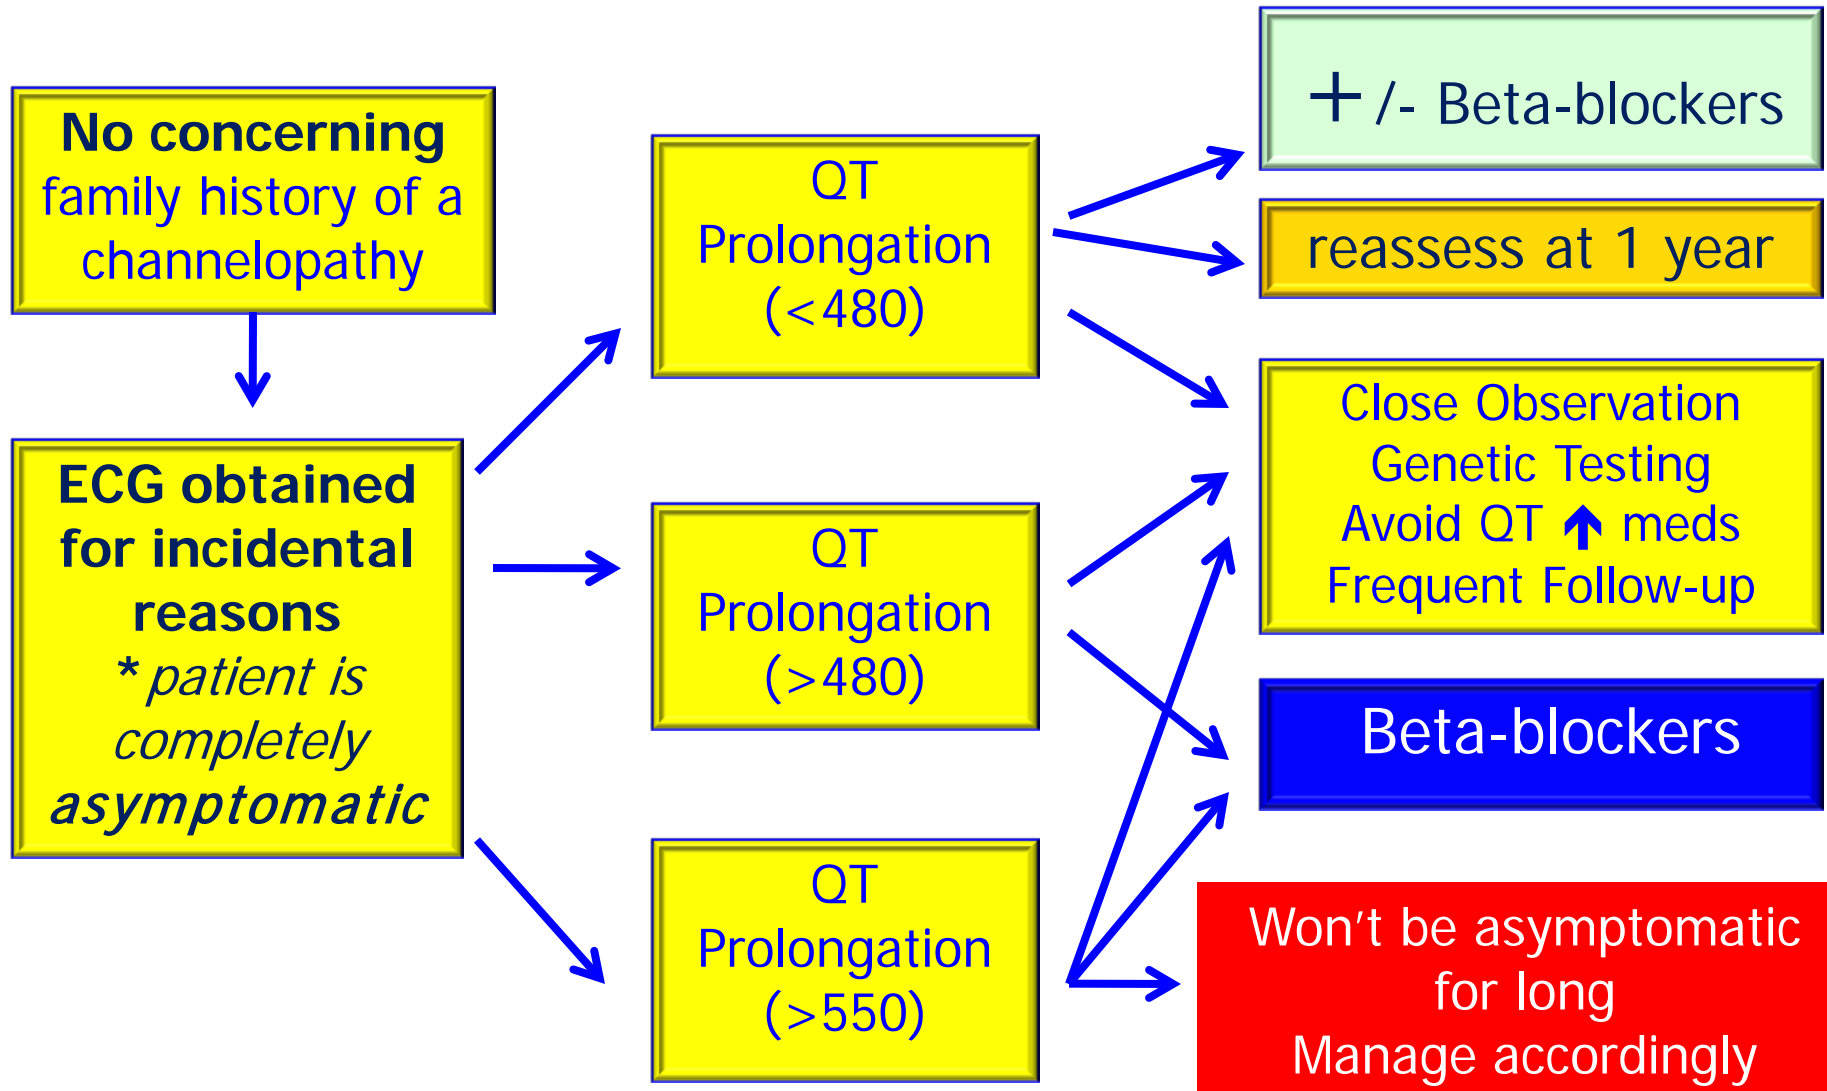 No concerning
family history of a
channelopathy
ECG obtained
for incidental
reasons
*patient is
completely
asymptomatic
QT
Prolongation
(<480)
QT
Prolongation
(>480)
QT
Prolongation
(>550)
+/- Beta-blockers
reassess at 1 year
Close Observation
Genetic Testing
Avoid QT ↑ meds
Frequent Follow-up
Beta-blockers
Won't be asymptomatic
for long
Manage accordingly